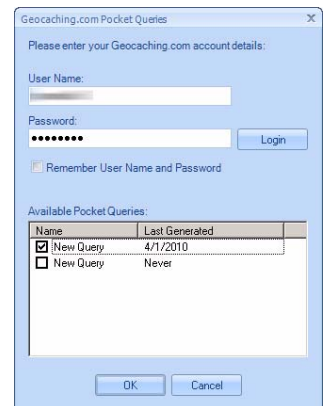 Geocaching.com Pocket Queries X
Please enter your Geocaching.com account details:
User Name:
Password:
●●●●●●●●
Login
Remember User Name and Password
Available Pocket Queries:
Name Last Generated
New Query 4/1/2010
New Query Never
OK Cancel